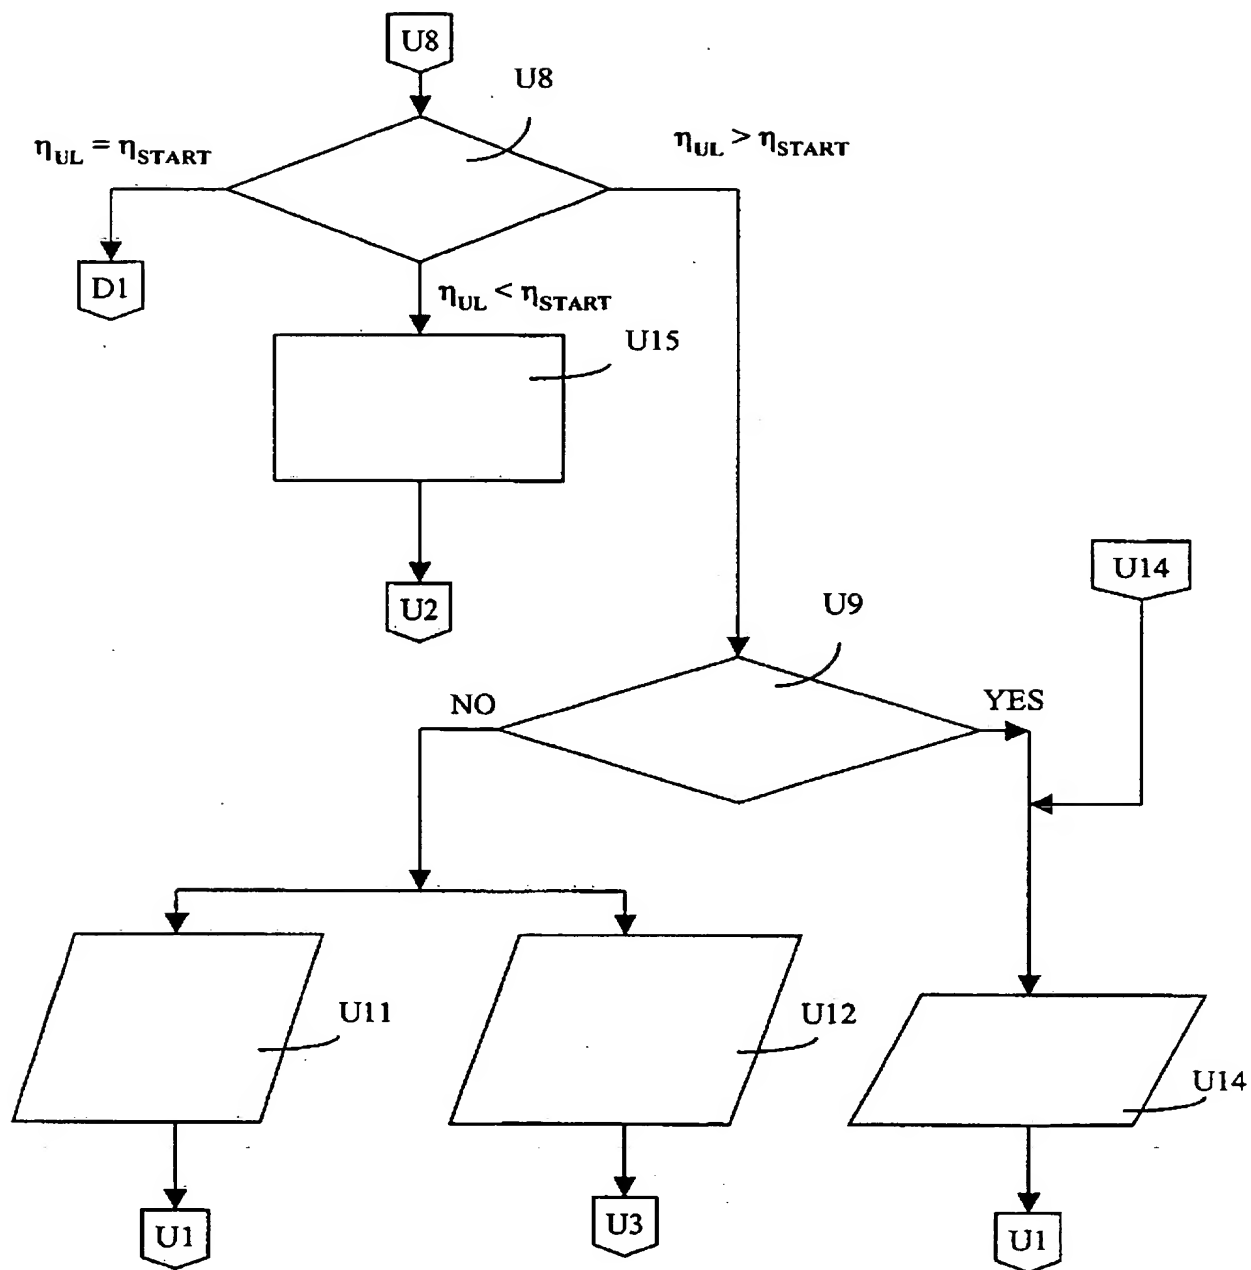 U8
U8
η_UL = η_START
η_UL > η_START
D1
η_UL < η_START
U15
U14
U2
U9
NO
YES
U11
U12
U14
U1
U3
U1